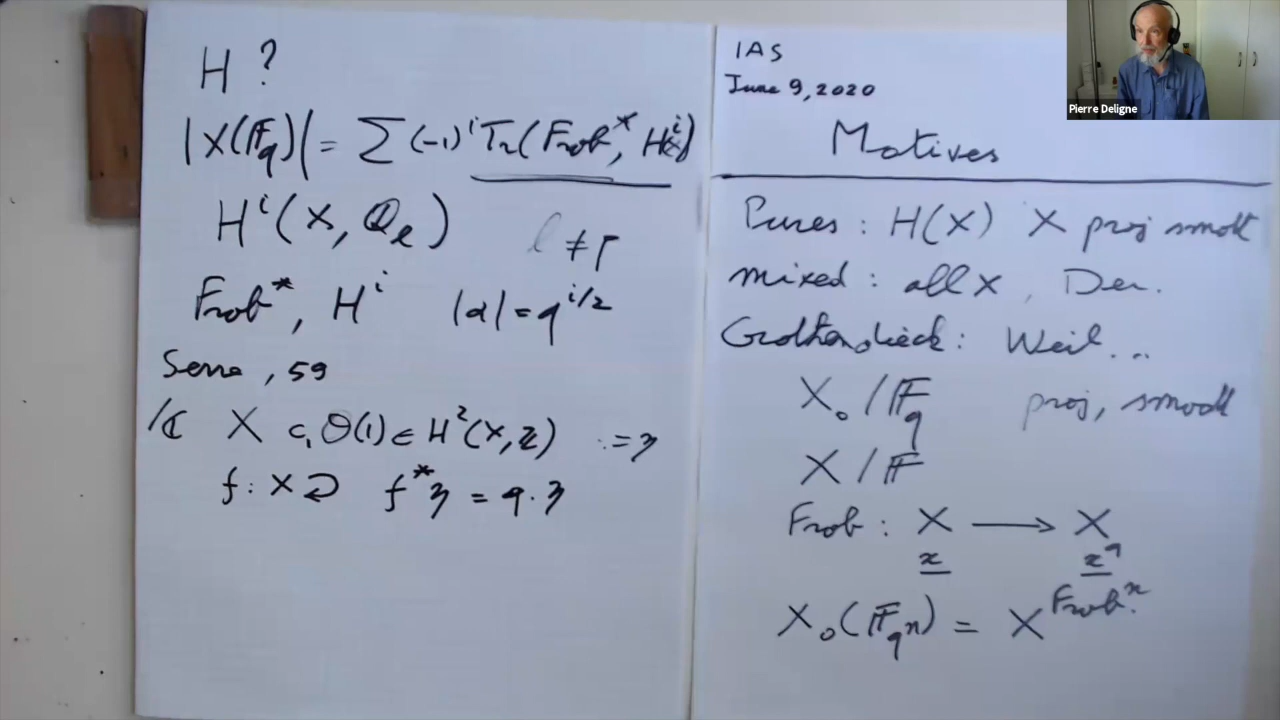 H ?
|X(𝔽_q)| = Σ (-1)^i Tr(Frob^*, H^i(X))
H^i(X, ℚ_ℓ) ℓ ≠ p
Frob^*, H^i |α| = q^{i/2}
Serre, 59
/ℂ X c_1 O(1) ∈ H^2(X, ℤ) := η
f: X ⊃ f^*η = q·η
IAS
June 9, 2020
Motives
Pures : H(X) X proj smooth
mixed : all X, Der.
Grothendieck : Weil...
X_0/𝔽_q proj, smooth
X/𝔽
Frob : X → X
x x^q
X_0(𝔽_{q^n}) = X^{Frob^n}
Pierre Deligne